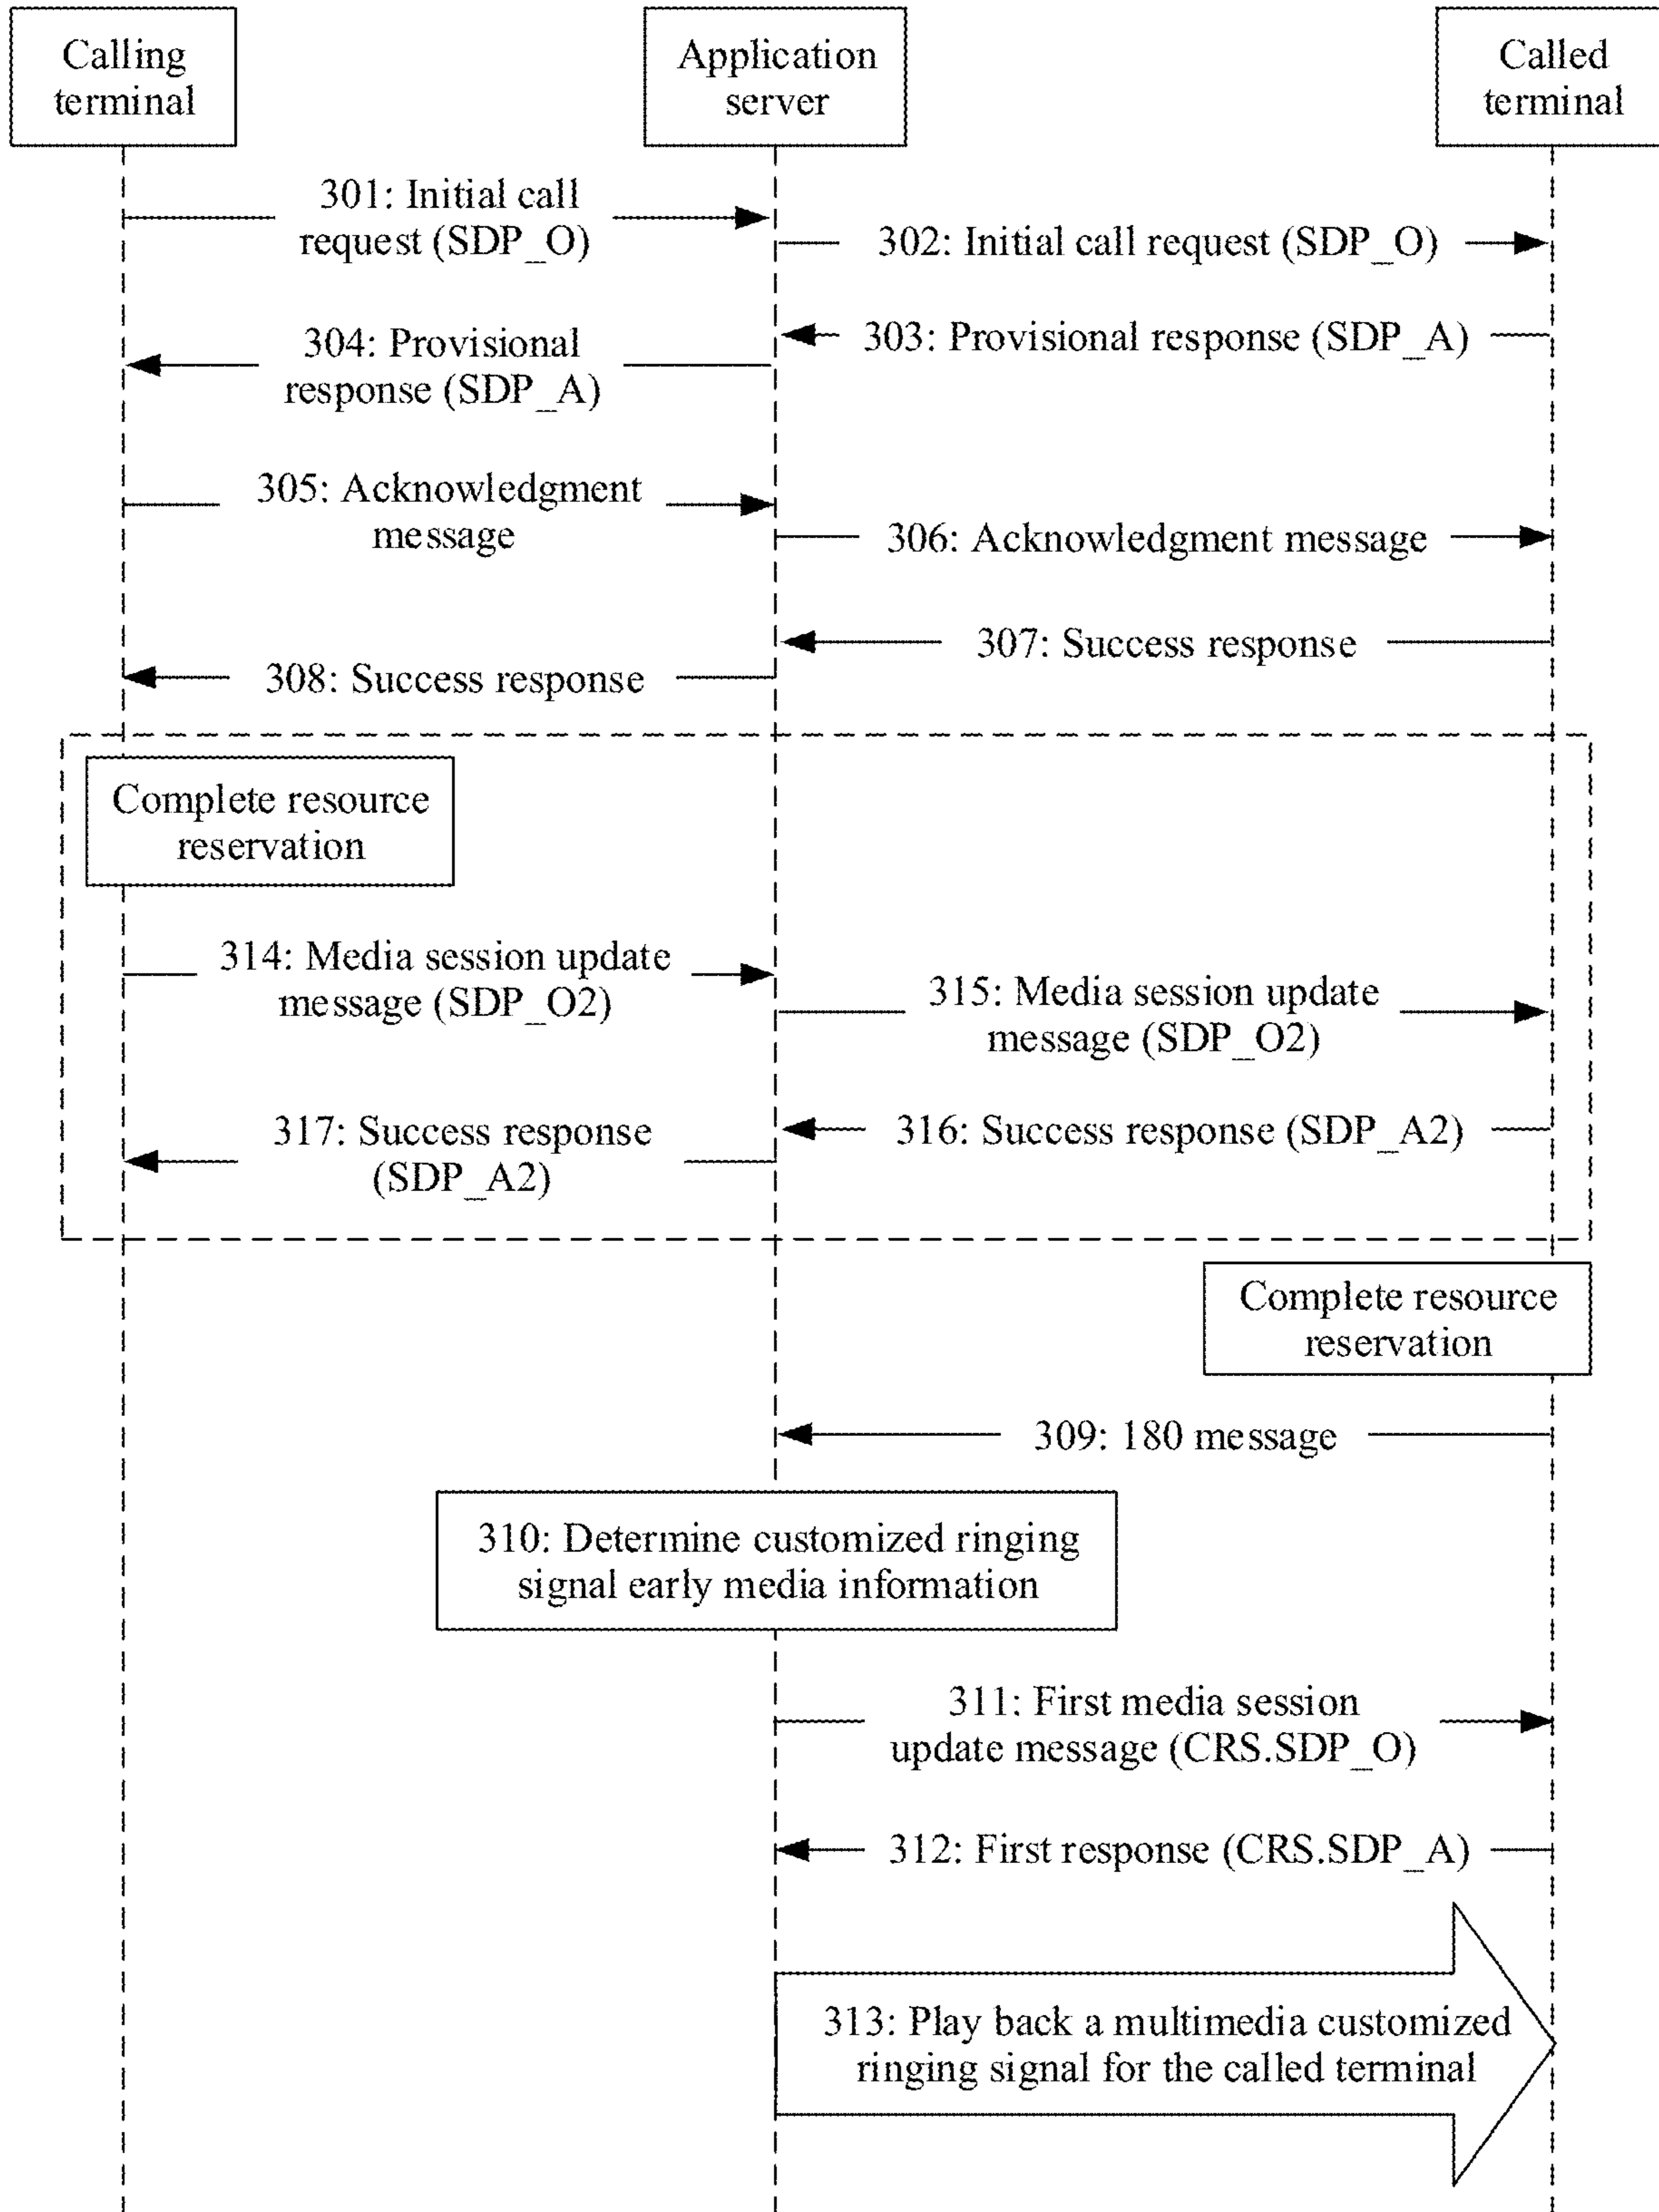 Calling
terminal
Application
server
Called
terminal
301: Initial call
request (SDP_O)
302: Initial call request (SDP_O)
303: Provisional response (SDP_A)
304: Provisional
response (SDP_A)
305: Acknowledgment
message
306: Acknowledgment message
307: Success response
308: Success response
Complete resource
reservation
314: Media session update
message (SDP_O2)
315: Media session update
message (SDP_O2)
316: Success response (SDP_A2)
317: Success response
(SDP_A2)
Complete resource
reservation
309: 180 message
310: Determine customized ringing
signal early media information
311: First media session
update message (CRS.SDP_O)
312: First response (CRS.SDP_A)
313: Play back a multimedia customized
ringing signal for the called terminal